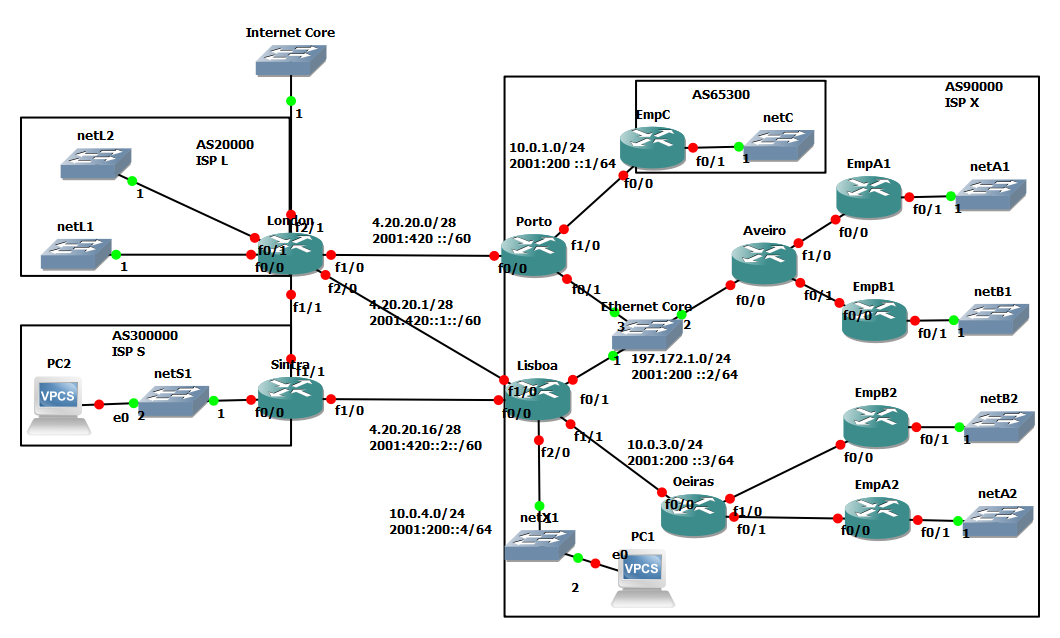 Internet Core
1
AS20000
ISP L
netL2
1
netL1
1
London
f2/1
f0/1
f0/0
f1/0
f2/0
f1/1
4.20.20.0/28
2001:420 ::/60
4.20.20.1/28
2001:420::1::/60
AS300000
ISP S
PC2
VPCS
e0
2
netS1
1
Sintra
f1/1
f0/0
f1/0
4.20.20.16/28
2001:420::2::/60
AS90000
ISP X
AS65300
EmpC
netC
f0/1
1
f0/0
10.0.1.0/24
2001:200 ::1/64
Porto
f1/0
f0/0
f0/1
Ethernet Core
3
2
1
197.172.1.0/24
2001:200 ::2/64
Aveiro
f1/0
f0/0
f0/1
EmpA1
f0/1
f0/0
netA1
1
EmpB1
f0/0
f0/1
netB1
1
Lisboa
f1/0
f0/0
f0/1
f1/1
f2/0
10.0.3.0/24
2001:200 ::3/64
Oeiras
f0/0
f1/0
f0/1
EmpB2
f0/0
f0/1
netB2
1
EmpA2
f0/0
f0/1
netA2
1
10.0.4.0/24
2001:200::4/64
netX1
1
2
PC1
e0
VPCS